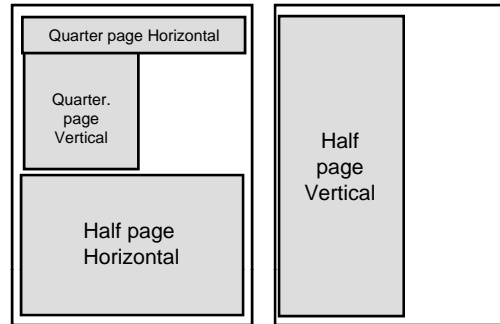 Quarter page Horizontal
Quarter.
page
Vertical
Half page
Horizontal
Half
page
Vertical